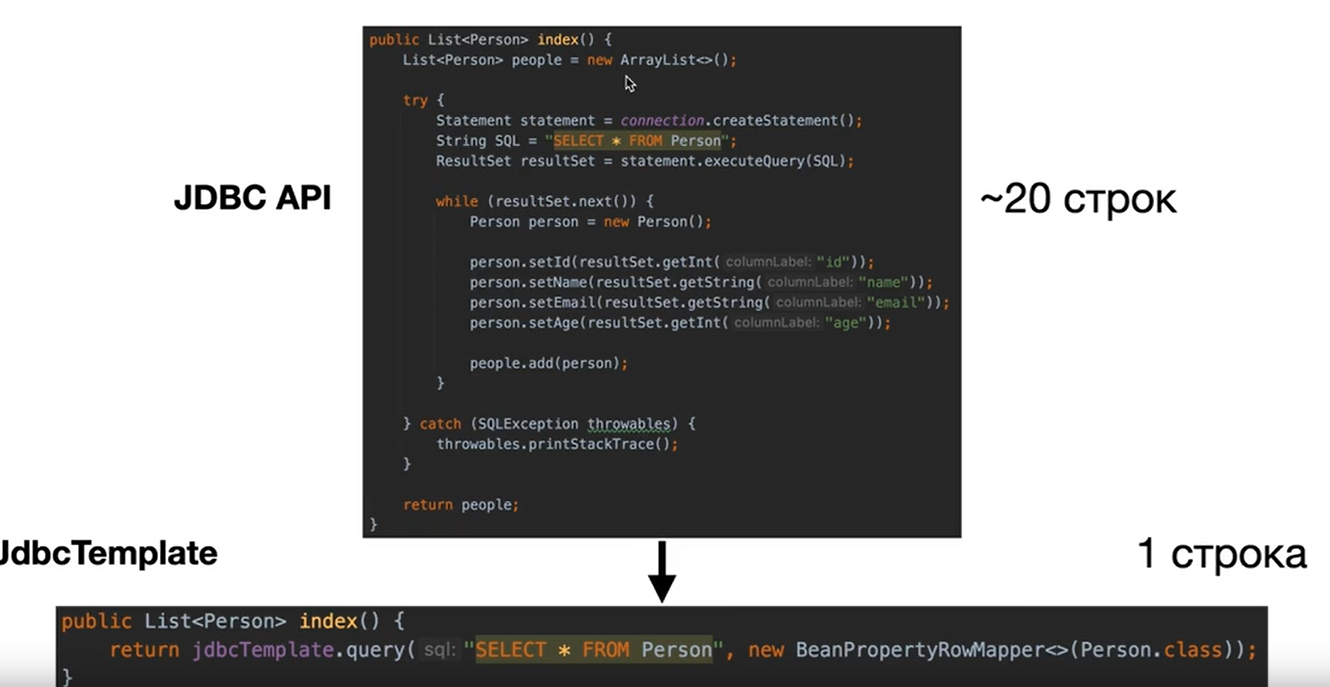 public List<Person> index() {
List<Person> people = new ArrayList<>();
try {
Statement statement = connection.createStatement();
String SQL = "SELECT * FROM Person";
ResultSet resultSet = statement.executeQuery(SQL);
JDBC API
~20 строк
while (resultSet.next()) {
Person person = new Person();
person.setId(resultSet.getInt( columnLabel: "id"));
person.setName(resultSet.getString( columnLabel: "name"));
person.setEmail(resultSet.getString( columnLabel: "email"));
person.setAge(resultSet.getInt( columnLabel: "age"));
people.add(person);
}
} catch (SQLException throwables) {
throwables.printStackTrace();
}
return people;
}
JdbcTemplate
1 строка
public List<Person> index() {
return jdbcTemplate.query( sql: "SELECT * FROM Person", new BeanPropertyRowMapper<>(Person.class));
}